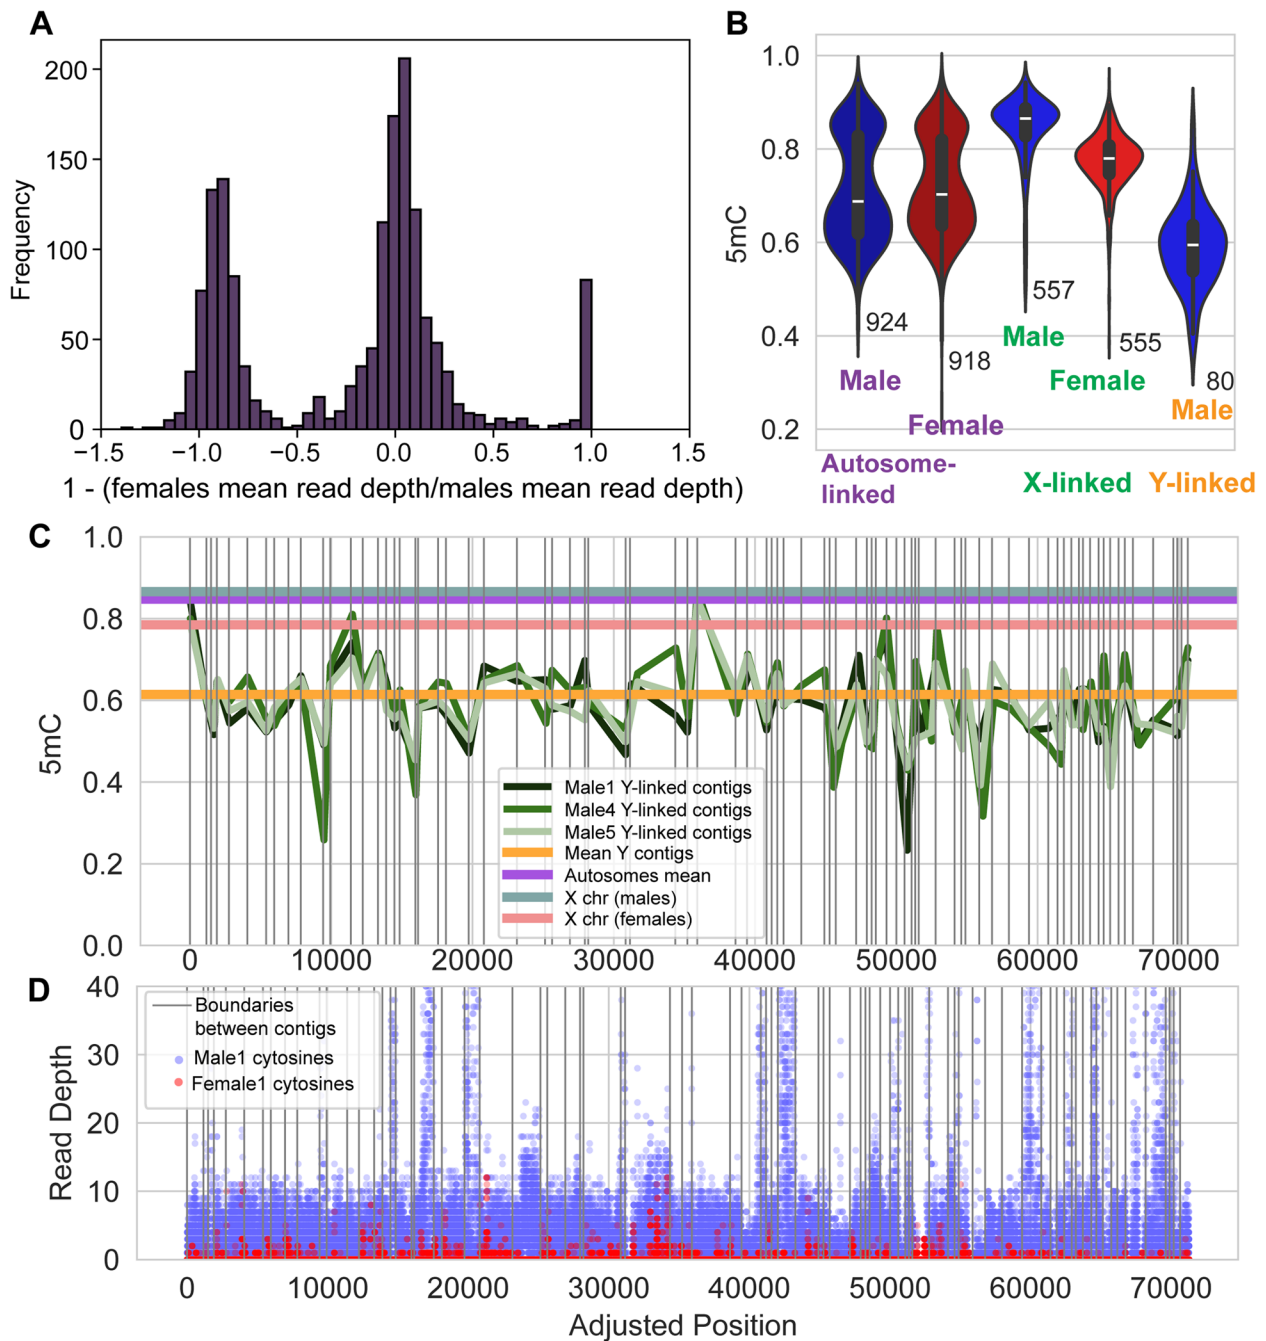 A
200
150
100
50
0
Frequency
−1.5
−1.0
−0.5
0.0
0.5
1.0
1.5
1 - (females mean read depth/males mean read depth)
B
1.0
0.8
0.6
0.4
0.2
5mC
924
918
557
555
80
Male
Female
Male
Female
Male
Autosome-
linked
X-linked
Y-linked
C
1.0
0.8
0.6
0.4
0.2
0.0
5mC
Male1 Y-linked contigs
Male4 Y-linked contigs
Male5 Y-linked contigs
Mean Y contigs
Autosomes mean
X chr (males)
X chr (females)
0
10000
20000
30000
40000
50000
60000
70000
D
40
30
20
10
0
Read Depth
Boundaries
between contigs
Male1 cytosines
Female1 cytosines
0
10000
20000
30000
40000
50000
60000
70000
Adjusted Position